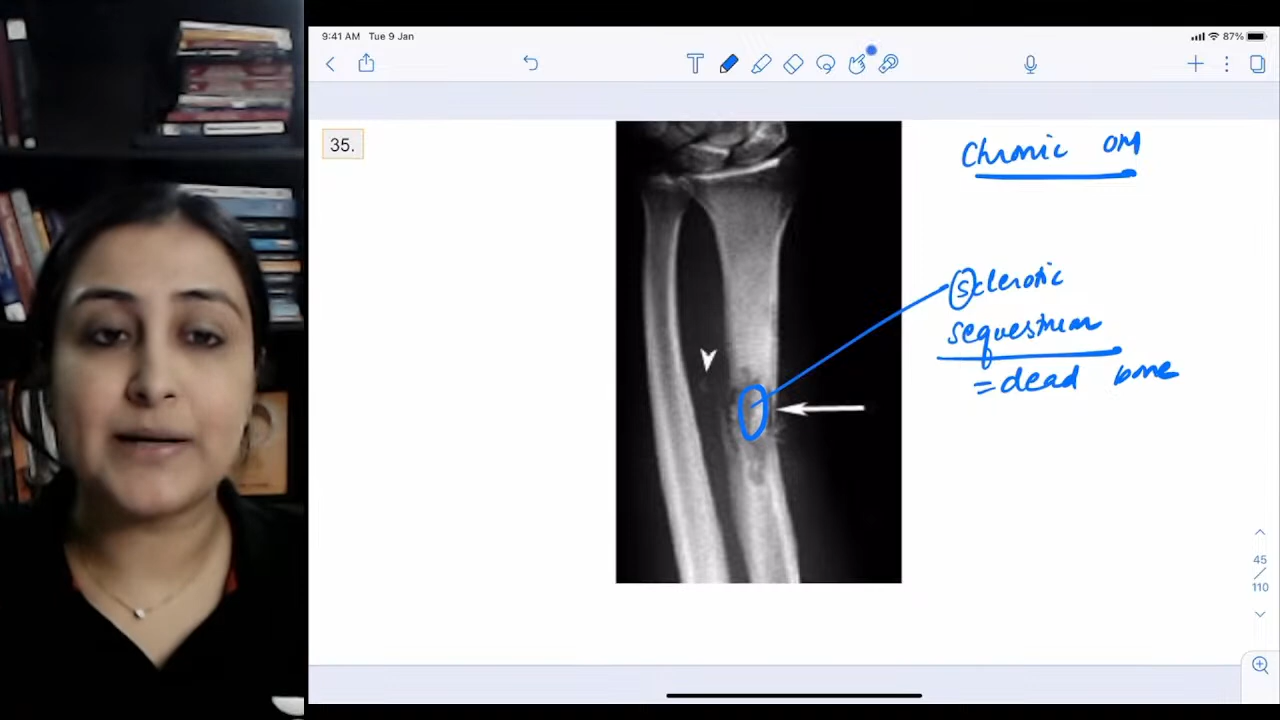 9:41 AM Tue 9 Jan
87%
35.
Chronic OM
Sclerotic
sequestrum
= dead bone
45
/
110